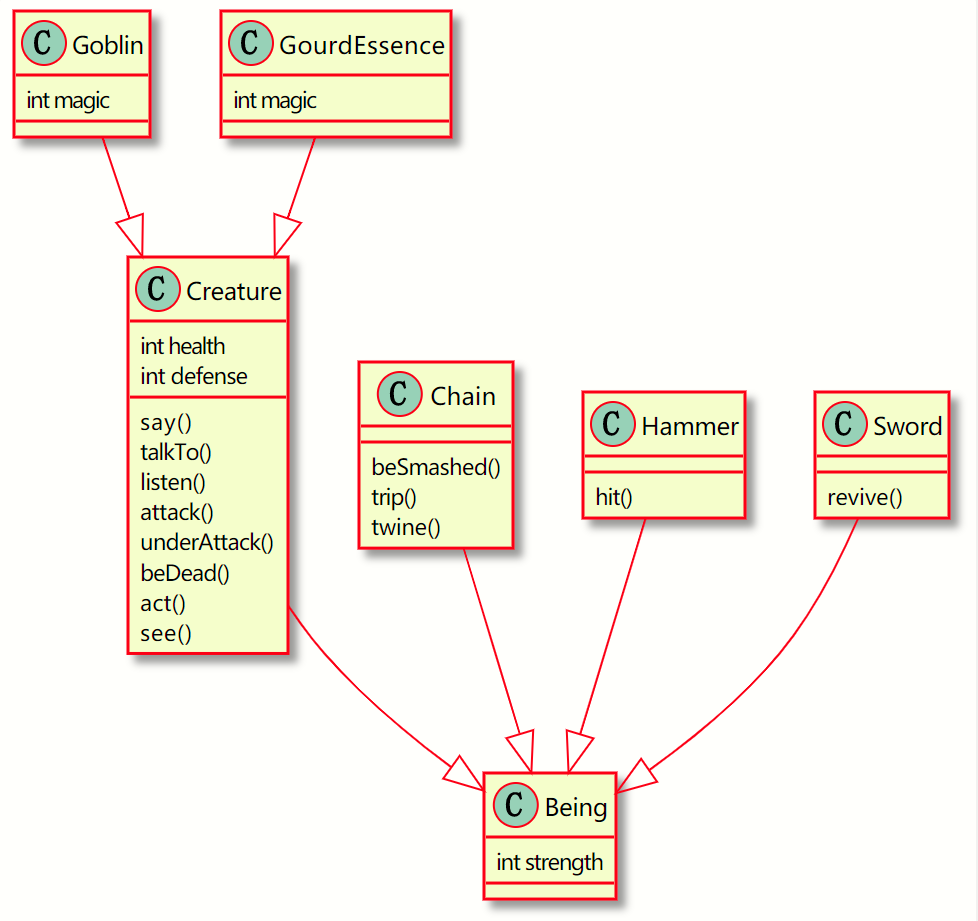 C Goblin
int magic
C GourdEssence
int magic
C Creature
int health
int defense
say()
talkTo()
listen()
attack()
underAttack()
beDead()
act()
see()
C Chain
beSmashed()
trip()
twine()
C Hammer
hit()
C Sword
revive()
C Being
int strength